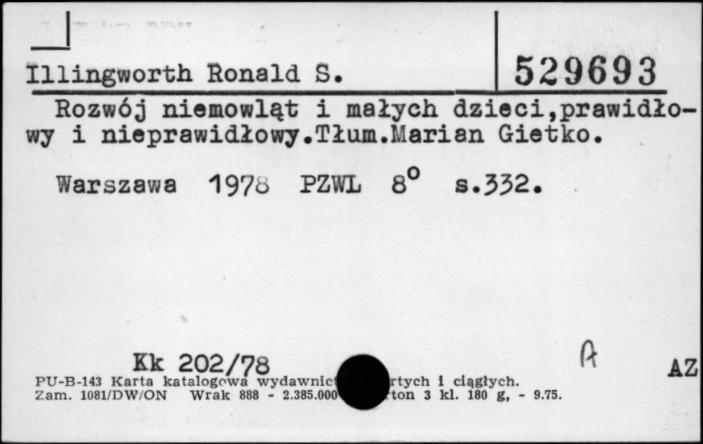 Illingworth Ronald S.
529693
Rozwój niemowląt i małych dzieci,prawidło-
wy i nieprawidłowy.Tłum.Marian Gietko.
Warszawa 1978 PZWL 8° s.332.
Kk 202/78
A
AZ
PU-B-143 Karta katalogowa wydawnict rtych i ciągłych.
Zam. 1081/DW/ON Wrak 888 - 2.385.000 rton 3 kl. 180 g, - 9.75.